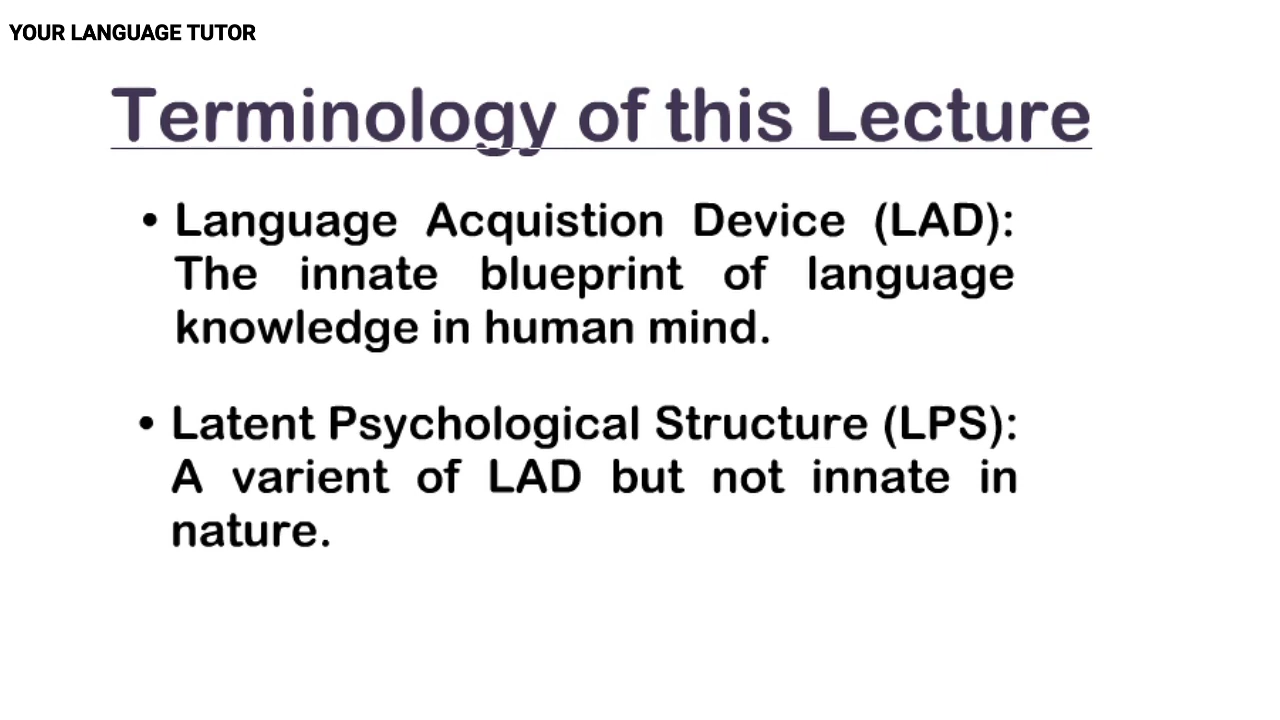 YOUR LANGUAGE TUTOR
Terminology of this Lecture
• Language Acquistion Device (LAD):
The innate blueprint of language
knowledge in human mind.
• Latent Psychological Structure (LPS):
A varient of LAD but not innate in
nature.